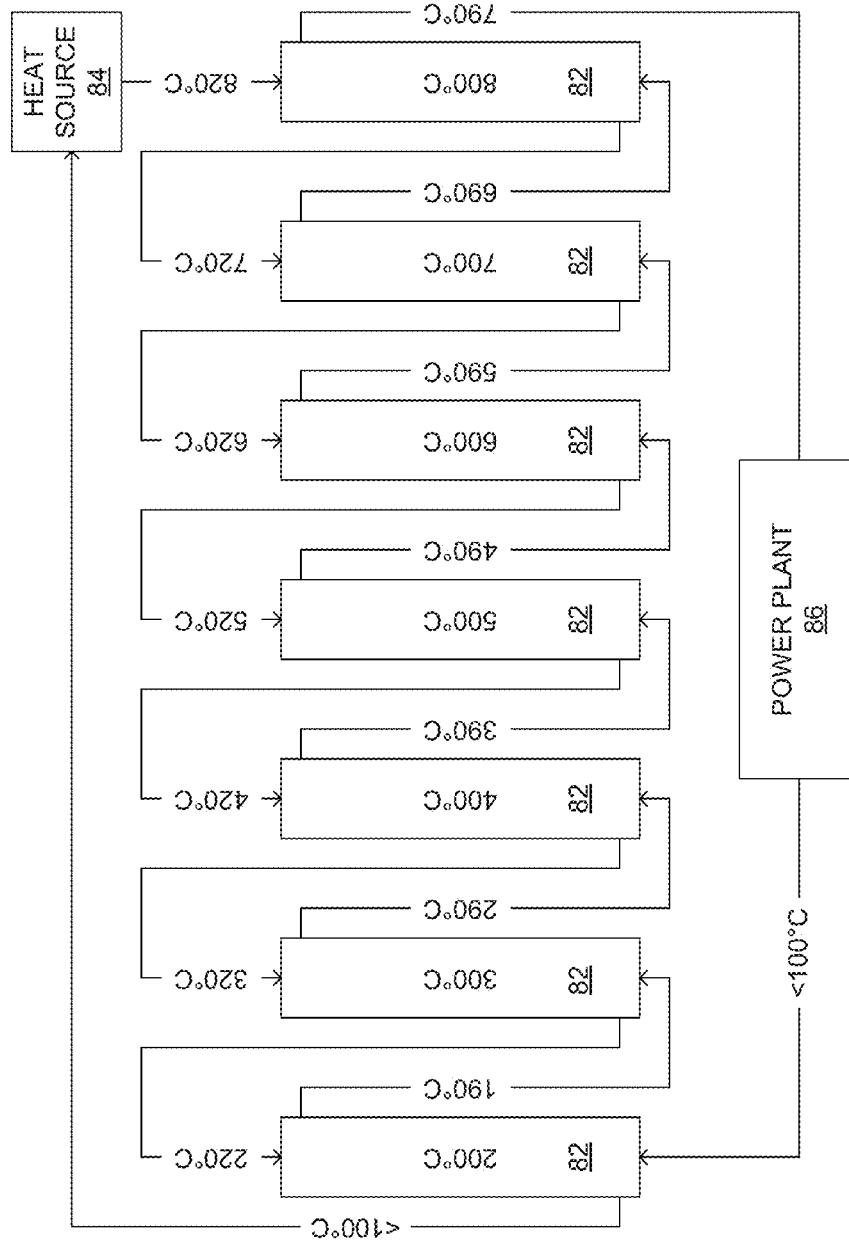 HEAT
SOURCE
84
820°C
800°C
82
790°C
720°C
700°C
82
690°C
620°C
600°C
82
590°C
520°C
500°C
82
490°C
420°C
400°C
82
390°C
320°C
300°C
82
290°C
220°C
200°C
82
190°C
<100°C
<100°C
POWER PLANT
86